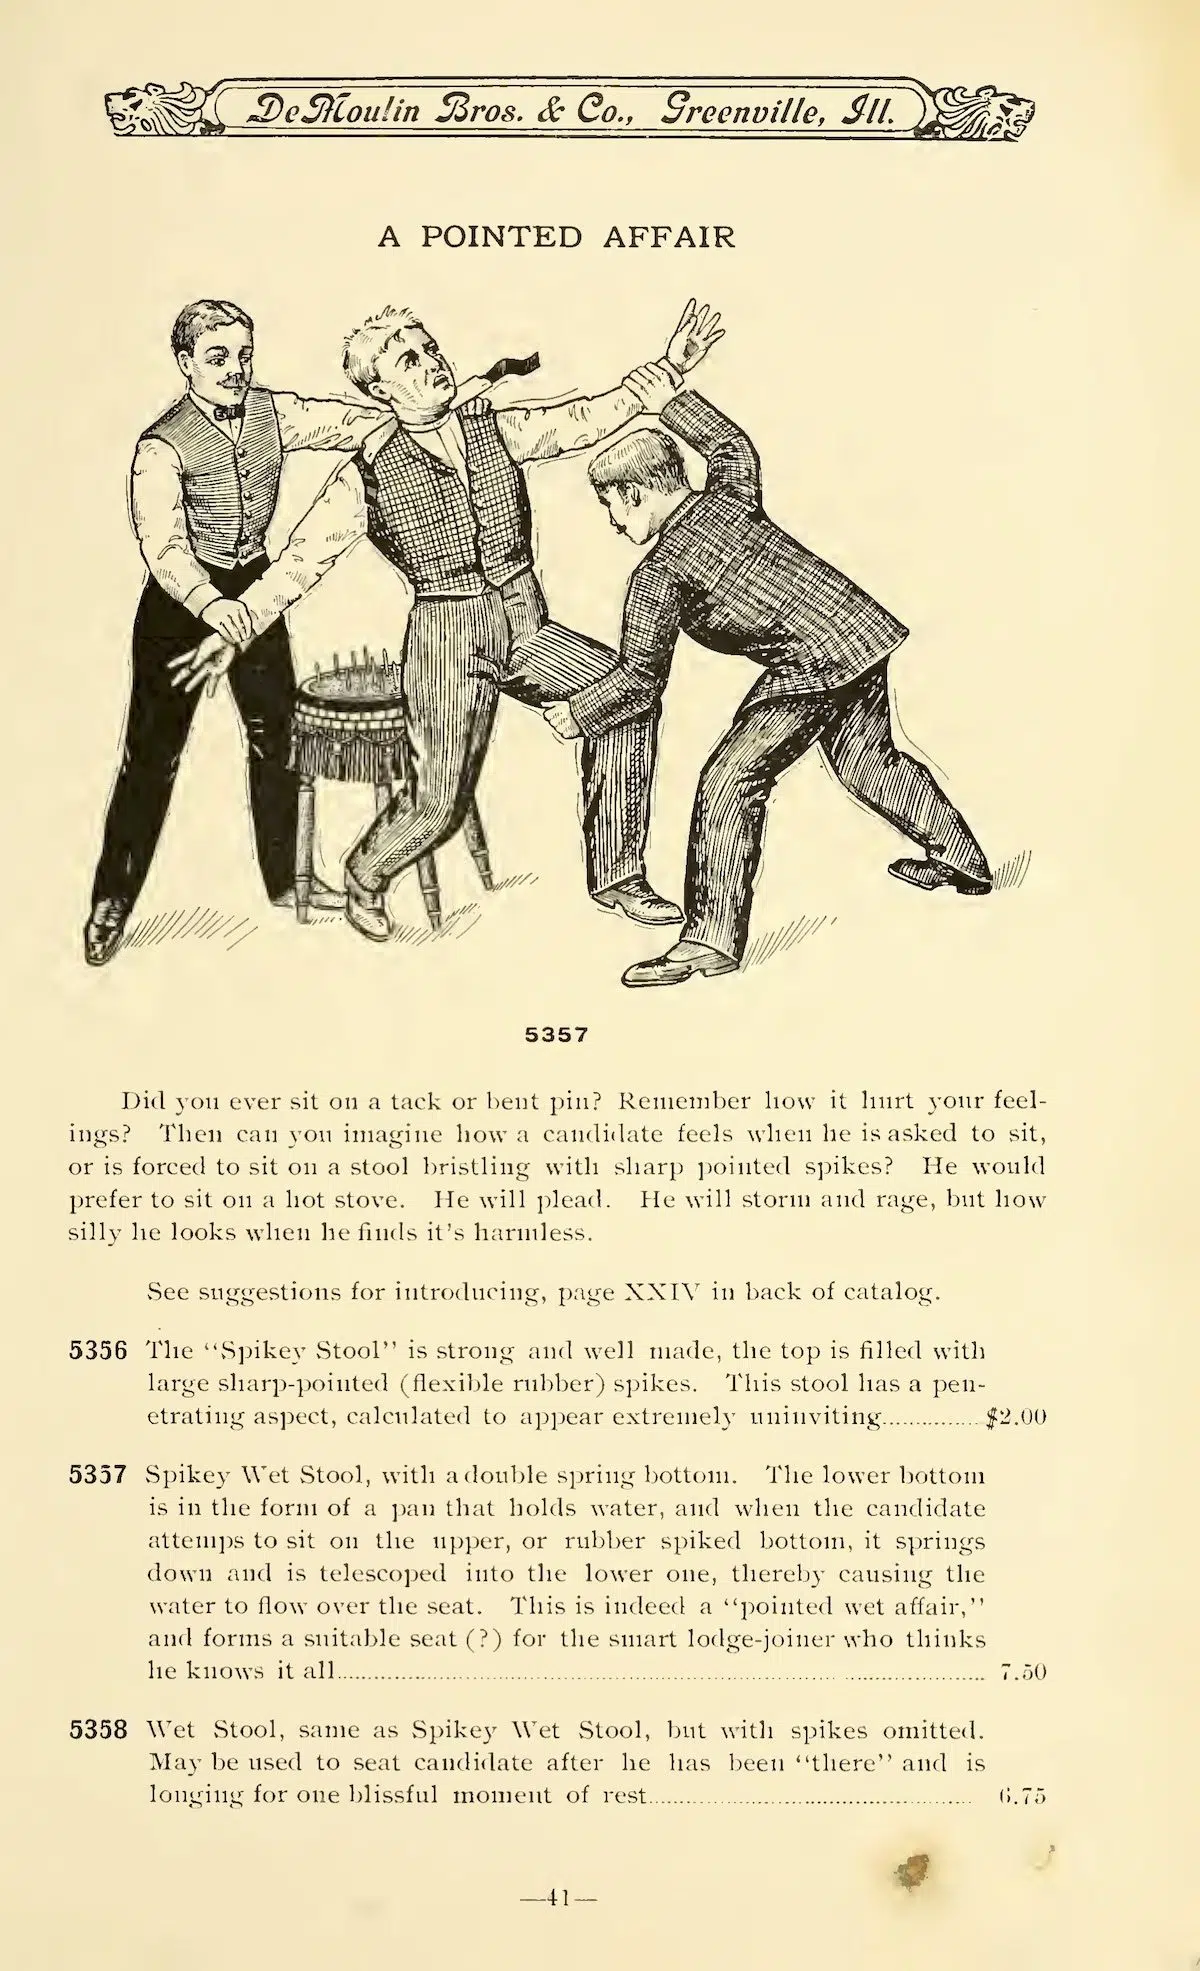 DeMoulin Bros. & Co., Greenville, Ill.
A POINTED AFFAIR
5357
Did you ever sit on a tack or bent pin? Remember how it hurt your feel-
ings? Then can you imagine how a candidate feels when he is asked to sit,
or is forced to sit on a stool bristling with sharp pointed spikes? He would
prefer to sit on a hot stove. He will plead. He will storm and rage, but how
silly he looks when he finds it's harmless.
See suggestions for introducing, page XXIV in back of catalog.
5356 The "Spikey Stool" is strong and well made, the top is filled with
large sharp-pointed (flexible rubber) spikes. This stool has a pen-
etrating aspect, calculated to appear extremely uninviting.............. $2.00
5357 Spikey Wet Stool, with a double spring bottom. The lower bottom
is in the form of a pan that holds water, and when the candidate
attemps to sit on the upper, or rubber spiked bottom, it springs
down and is telescoped into the lower one, thereby causing the
water to flow over the seat. This is indeed a "pointed wet affair,"
and forms a suitable seat (?) for the smart lodge-joiner who thinks
he knows it all.............................. 7.50
5358 Wet Stool, same as Spikey Wet Stool, but with spikes omitted.
May be used to seat candidate after he has been "there" and is
longing for one blissful moment of rest.............................. 6.75
—41—